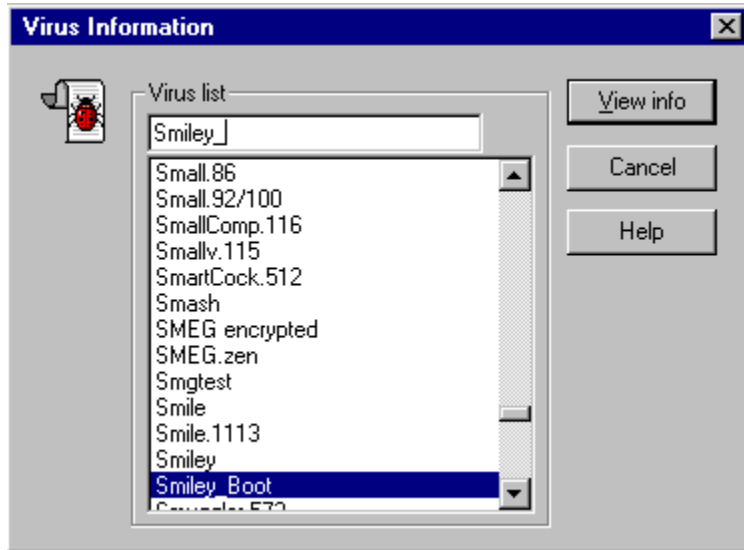 Virus Information
Virus list
Smiley_
Small.86
Small.92/100
SmallComp.116
Smallv.115
SmartCock.512
Smash
SMEG encrypted
SMEG.zen
Smgtest
Smile
Smile.1113
Smiley
Smiley_Boot
View info
Cancel
Help